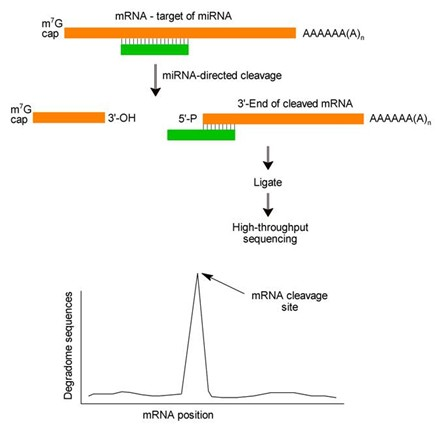 mRNA - target of miRNA
m⁷G
cap
AAAAAA(A)ₙ
miRNA-directed cleavage
m⁷G
cap
3'-OH
5'-P
3'-End of cleaved mRNA
AAAAAA(A)ₙ
Ligate
High-throughput
sequencing
mRNA cleavage
site
Degradome sequences
mRNA position